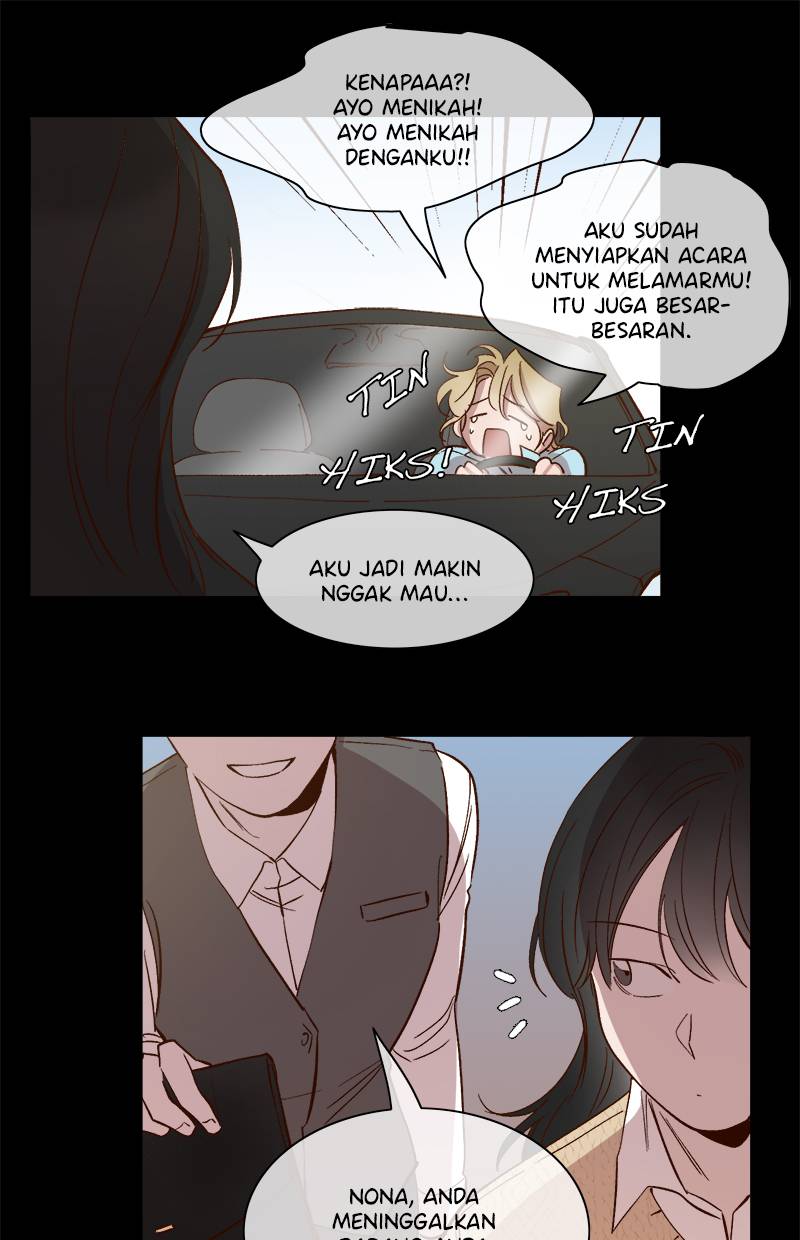 KENAPAAA?!
AYO MENIKAH!
AYO MENIKAH
DENGANKU!!
AKU SUDAH
MENYIAPKAN ACARA
UNTUK MELAMARMU!
ITU JUGA BESAR-
BESARAN.
TIN
HIKS!
TIN
HIKS
AKU JADI MAKIN
NGGAK MAU...
NONA, ANDA
MENINGGALKAN